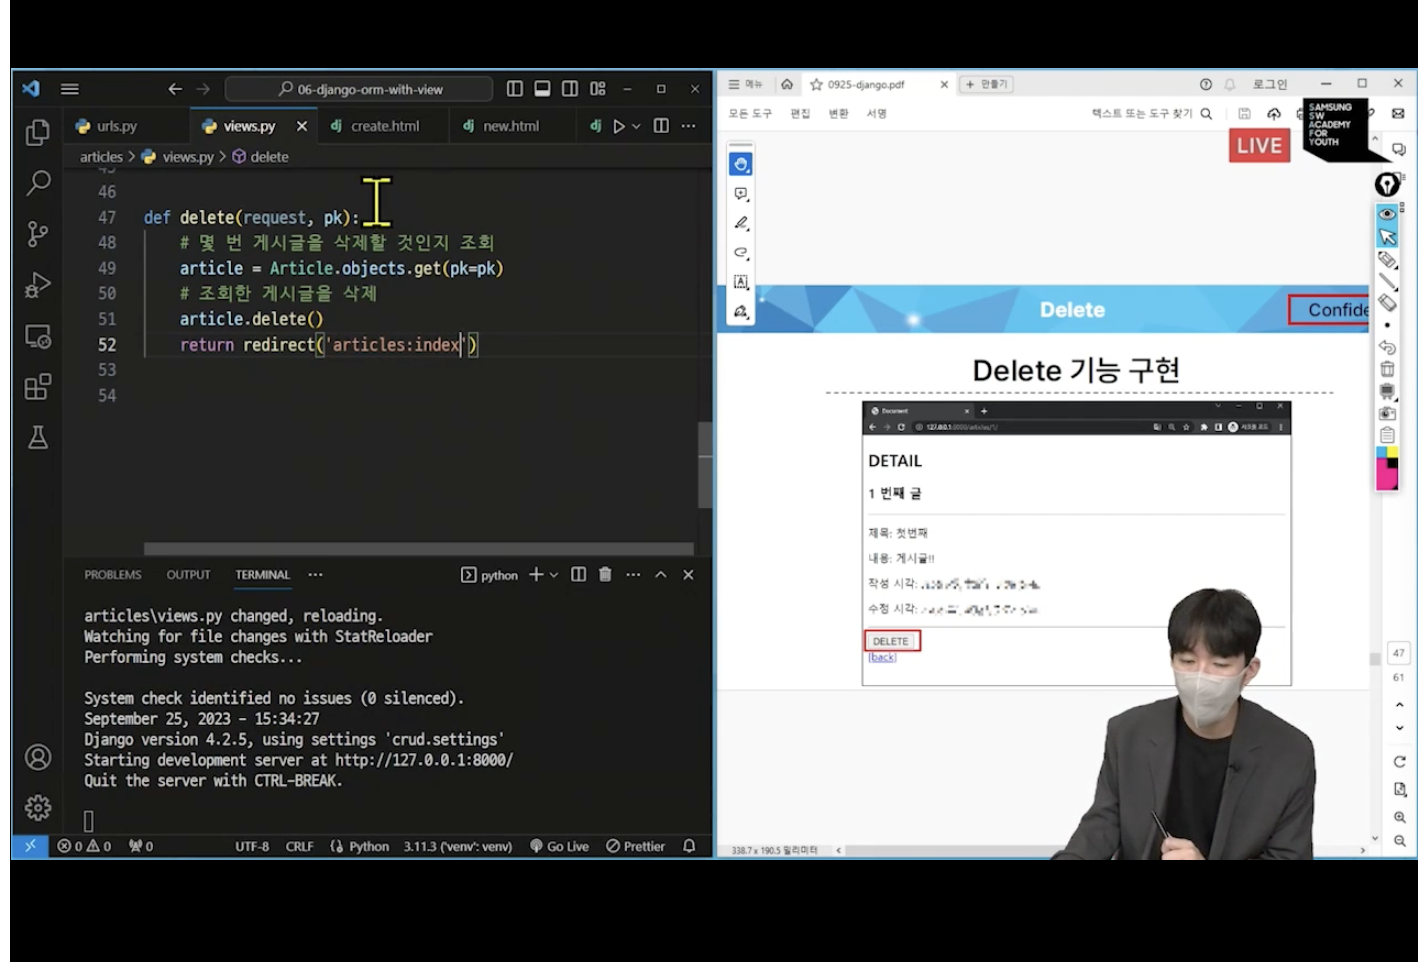 06-django-orm-with-view
urls.py
views.py
create.html
new.html
articles > views.py > delete
45
46
47 def delete(request, pk):
48 # 몇 번 게시글을 삭제할 것인지 조회
49 article = Article.objects.get(pk=pk)
50 # 조회한 게시글을 삭제
51 article.delete()
52 return redirect('articles:index')
53
54
PROBLEMS OUTPUT TERMINAL ··· python
articles\views.py changed, reloading.
Watching for file changes with StatReloader
Performing system checks...
System check identified no issues (0 silenced).
September 25, 2023 - 15:34:27
Django version 4.2.5, using settings 'crud.settings'
Starting development server at http://127.0.0.1:8000/
Quit the server with CTRL-BREAK.
0 0 0 UTF-8 CRLF Python 3.11.3 ('venv': venv) Go Live Prettier
메뉴 0925-django.pdf + 만들기 로그인
모든 도구 편집 변환 서명 텍스트 또는 도구 찾기
LIVE
SAMSUNG
SW
ACADEMY
FOR
YOUTH
Delete
Confide
Delete 기능 구현
Document
127.0.0.1:8000/articles/1/
DETAIL
1 번째 글
제목: 첫번째
내용: 게시글!!
작성 시각:
수정 시각:
DELETE
[back]
47
61
338.7 x 190.5 밀리미터